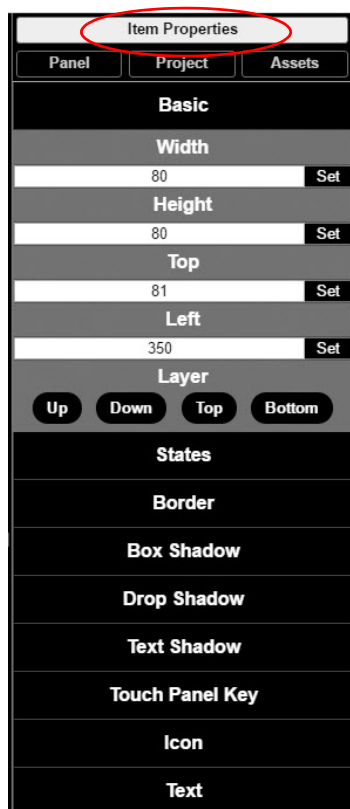 Item Properties
Panel Project Assets
Basic
Width
80 Set
Height
80 Set
Top
81 Set
Left
350 Set
Layer
Up Down Top Bottom
States
Border
Box Shadow
Drop Shadow
Text Shadow
Touch Panel Key
Icon
Text